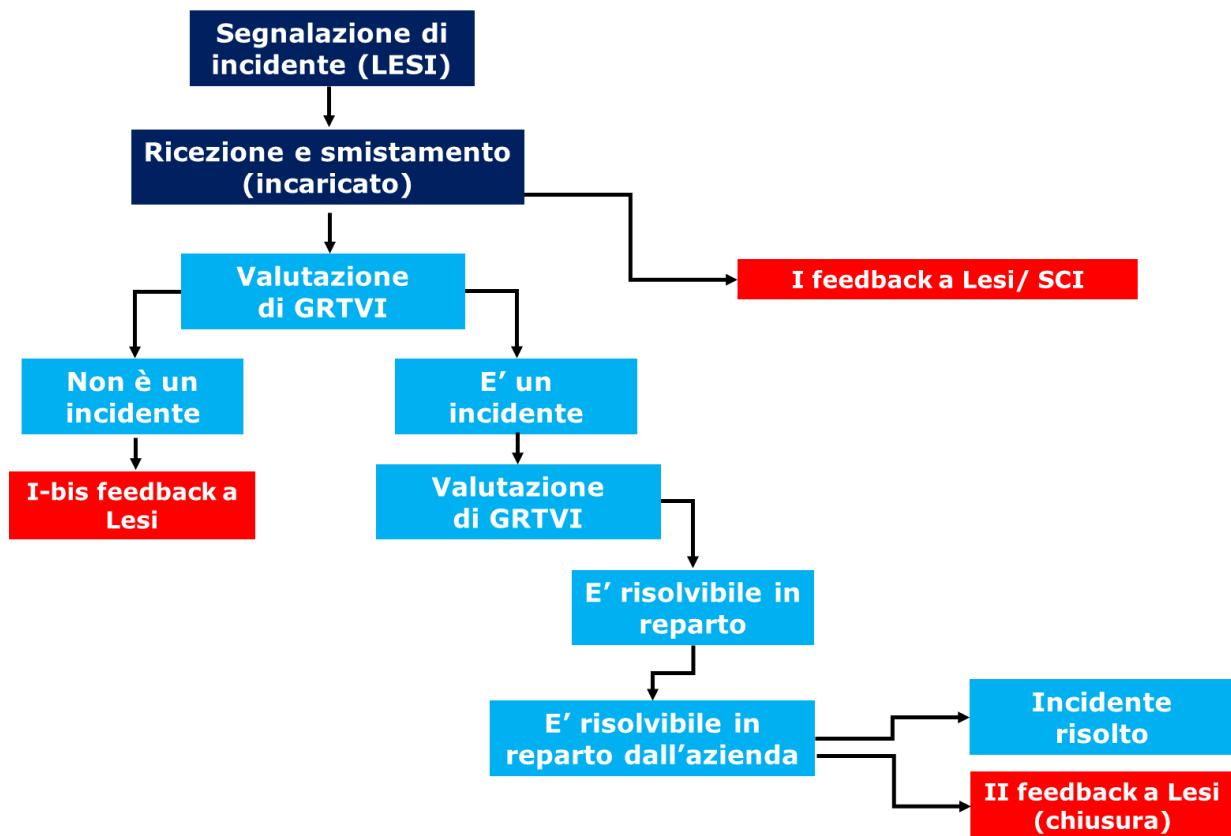 Segnalazione di
incidente (LESI)
Ricezione e smistamento
(incaricato)
Valutazione
di GRTVI
I feedback a Lesi/ SCI
Non è un
incidente
E’ un
incidente
I-bis feedback a
Lesi
Valutazione
di GRTVI
E’ risolvibile in
reparto
E’ risolvibile in
reparto dall’azienda
Incidente
risolto
II feedback a Lesi
(chiusura)